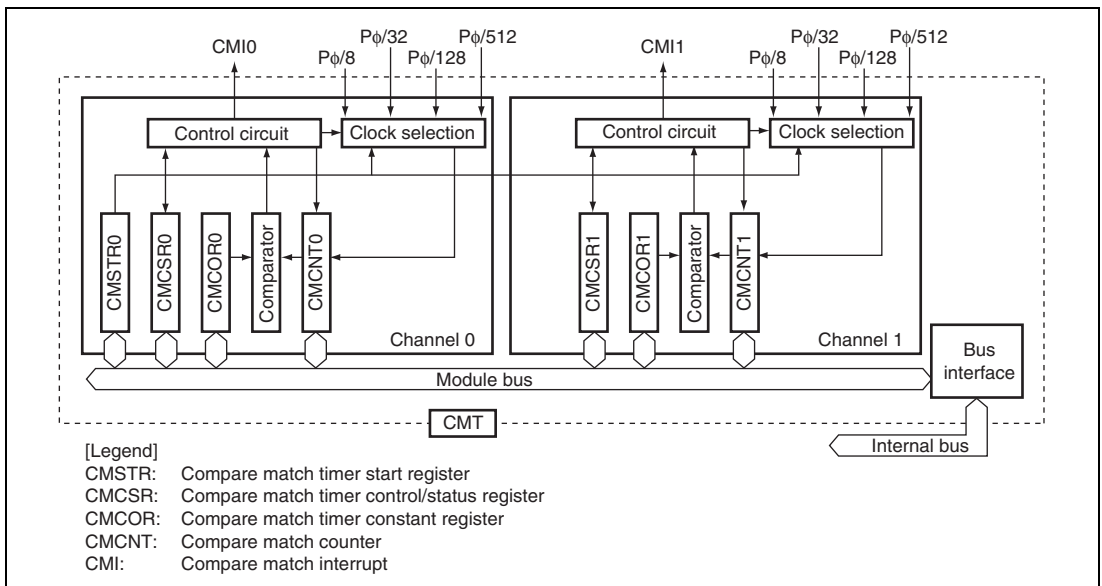 CMI0 Pφ/8 Pφ/32 Pφ/128 Pφ/512
CMI1 Pφ/8 Pφ/32 Pφ/128 Pφ/512
Control circuit Clock selection
Control circuit Clock selection
CMSTR0
CMCSR0
CMCOR0
Comparator
CMCNT0
CMCSR1
CMCOR1
Comparator
CMCNT1
Channel 0
Channel 1
Bus
interface
Module bus
CMT
Internal bus
[Legend]
CMSTR: Compare match timer start register
CMCSR: Compare match timer control/status register
CMCOR: Compare match timer constant register
CMCNT: Compare match counter
CMI: Compare match interrupt